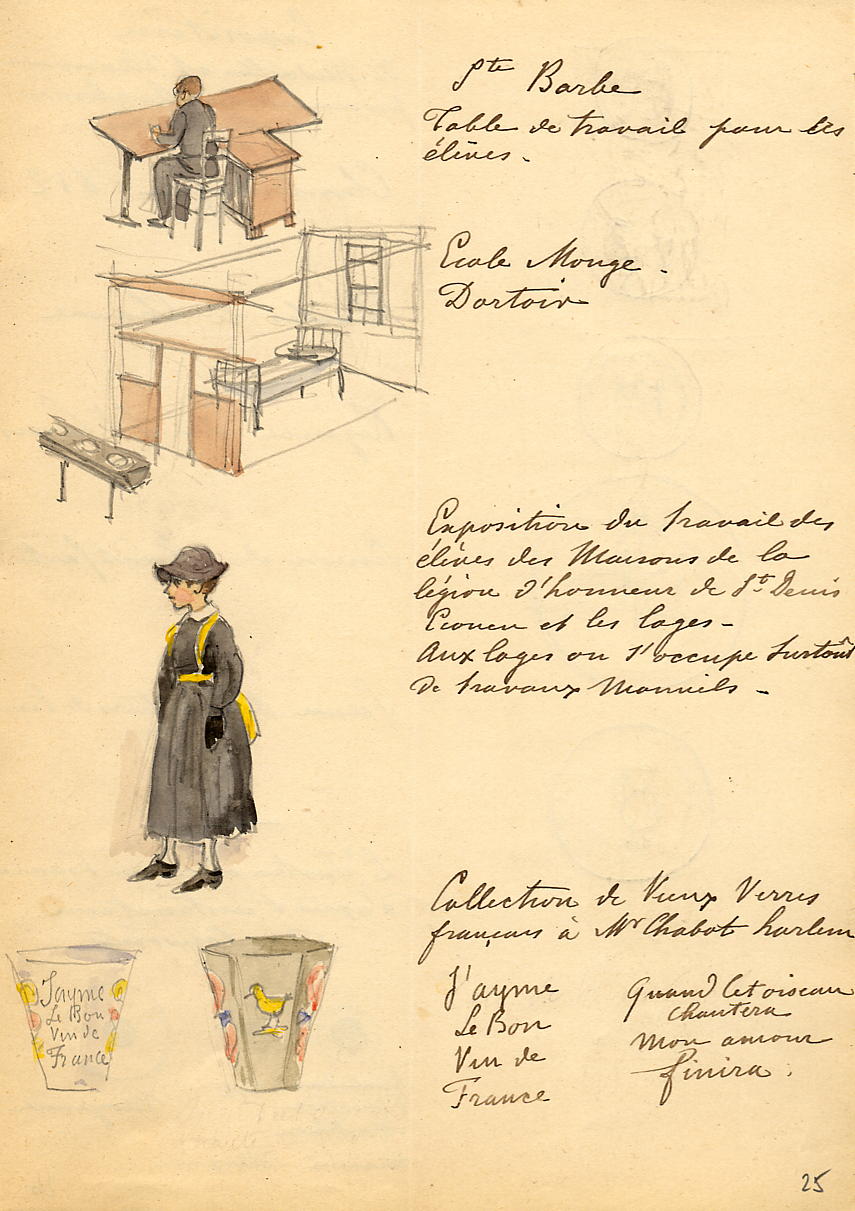 Ste Barbe
Table de travail pour les
élèves.
Ecole Monge.
Dortoir
Exposition du travail des
élèves des Maisons de la
légion d'honneur de St Denis
Ecouen et les loges -
Aux loges on s'occupe surtout
de travaux Manuels -
Collection de Vieux Verres
français à Mr Chabot harlem
J'ayme
Le Bon
Vin de
France
Quand Cet oiseau
Chantera
Mon amour
finira.
J'ayme
Le Bon
Vin de
France
25